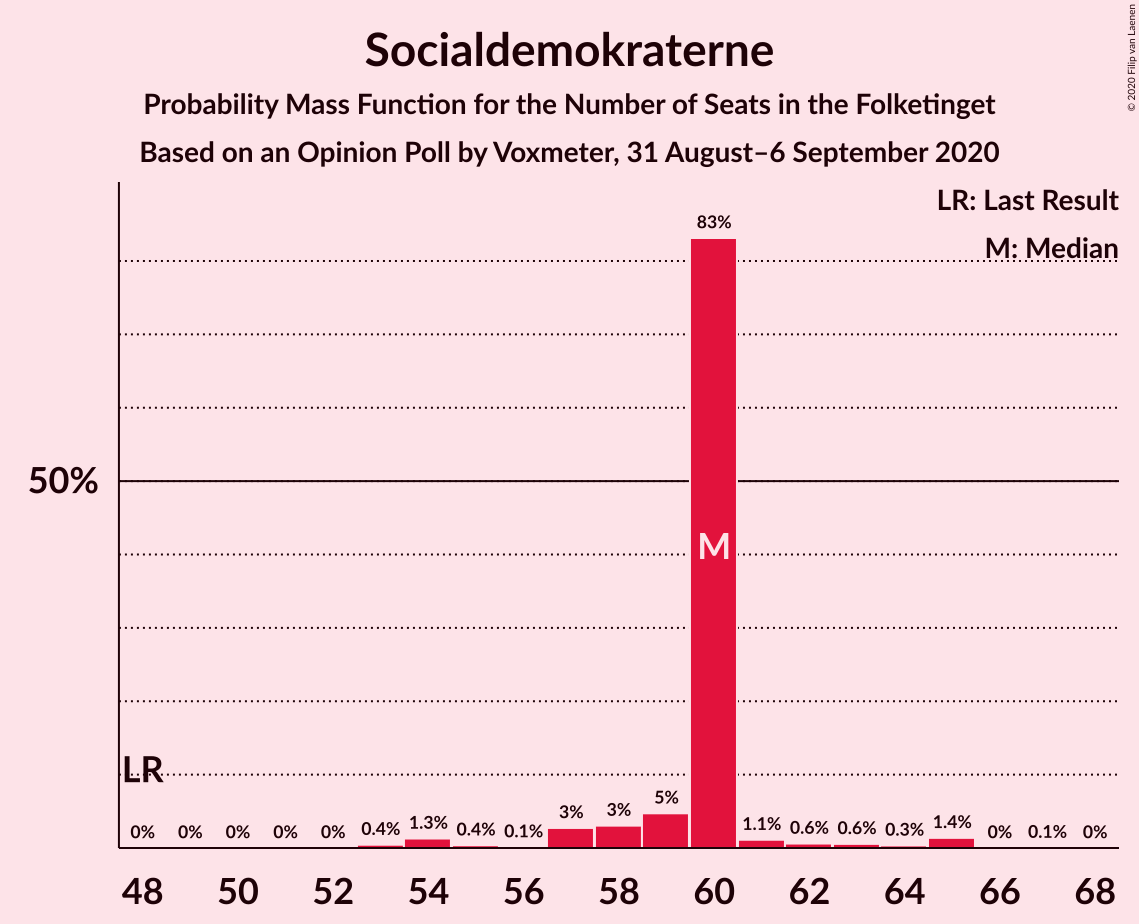 Socialdemokraterne
Probability Mass Function for the Number of Seats in the Folketinget
Based on an Opinion Poll by Voxmeter, 31 August–6 September 2020
© 2020 Filip van Laenen
LR: Last Result
M: Median
83%
50%
M
LR
0% 0% 0% 0% 0% 0.4% 1.3% 0.4% 0.1% 3% 3% 5% 1.1% 0.6% 0.6% 0.3% 1.4% 0% 0.1% 0%
48 50 52 54 56 58 60 62 64 66 68